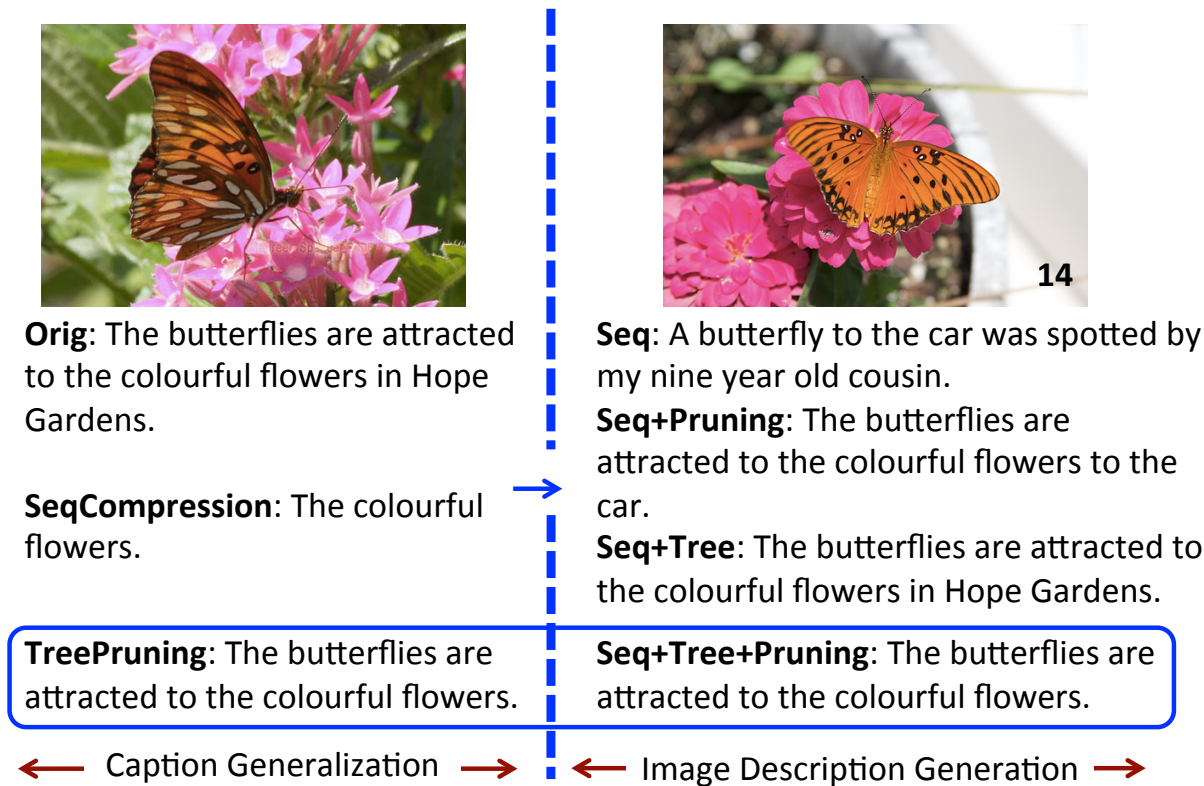 Orig: The butterflies are attracted
to the colourful flowers in Hope
Gardens.
SeqCompression: The colourful
flowers.
TreePruning: The butterflies are
attracted to the colourful flowers.
Caption Generalization
14
Seq: A butterfly to the car was spotted by
my nine year old cousin.
Seq+Pruning: The butterflies are
attracted to the colourful flowers to the
car.
Seq+Tree: The butterflies are attracted to
the colourful flowers in Hope Gardens.
Seq+Tree+Pruning: The butterflies are
attracted to the colourful flowers.
Image Description Generation